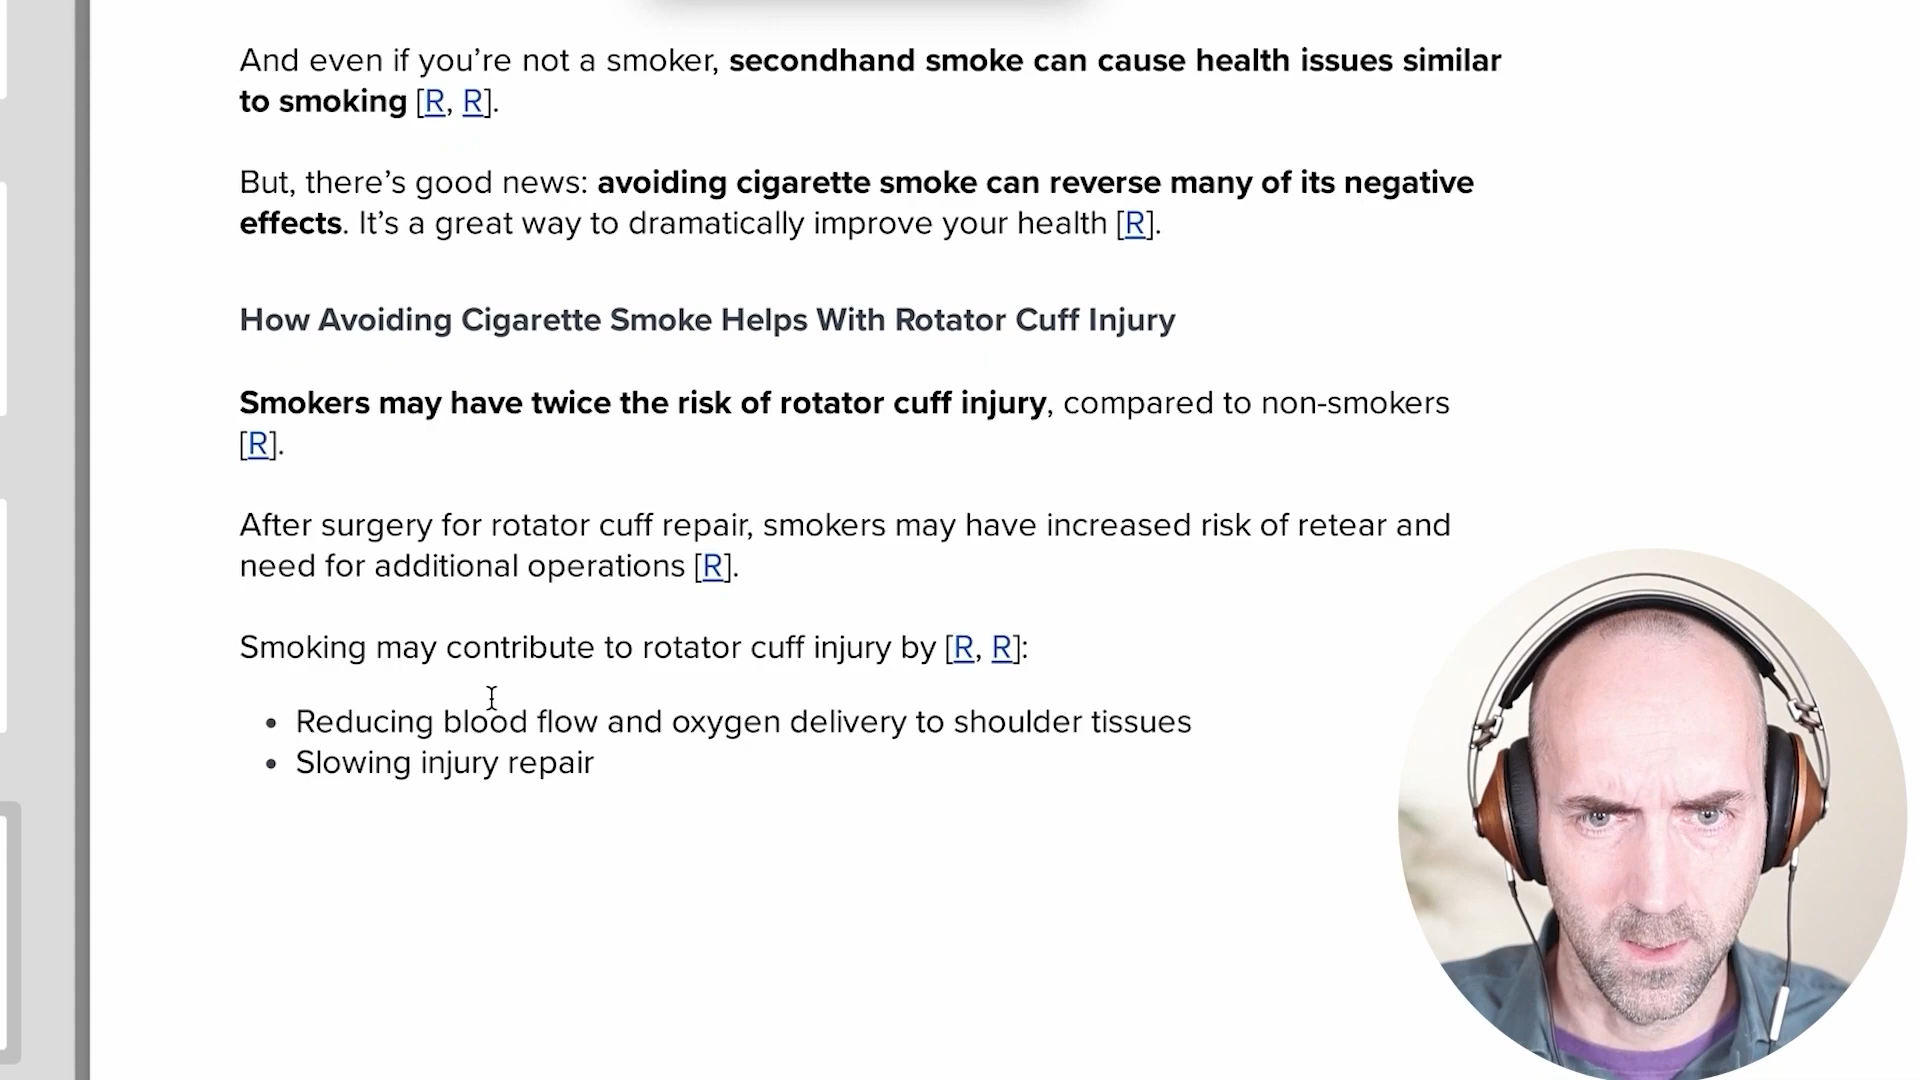 And even if you’re not a smoker, secondhand smoke can cause health issues similar
to smoking [R, R].
But, there’s good news: avoiding cigarette smoke can reverse many of its negative
effects. It’s a great way to dramatically improve your health [R].
How Avoiding Cigarette Smoke Helps With Rotator Cuff Injury
Smokers may have twice the risk of rotator cuff injury, compared to non-smokers
[R].
After surgery for rotator cuff repair, smokers may have increased risk of retear and
need for additional operations [R].
Smoking may contribute to rotator cuff injury by [R, R]:
• Reducing blood flow and oxygen delivery to shoulder tissues
• Slowing injury repair